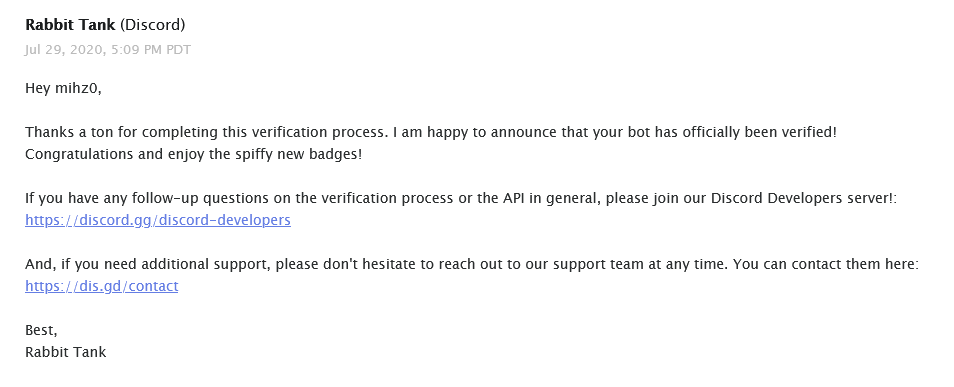 Rabbit Tank (Discord)
Jul 29, 2020, 5:09 PM PDT
Hey mihz0,
Thanks a ton for completing this verification process. I am happy to announce that your bot has officially been verified!
Congratulations and enjoy the spiffy new badges!
If you have any follow-up questions on the verification process or the API in general, please join our Discord Developers server!:
https://discord.gg/discord-developers
And, if you need additional support, please don't hesitate to reach out to our support team at any time. You can contact them here:
https://dis.gd/contact
Best,
Rabbit Tank